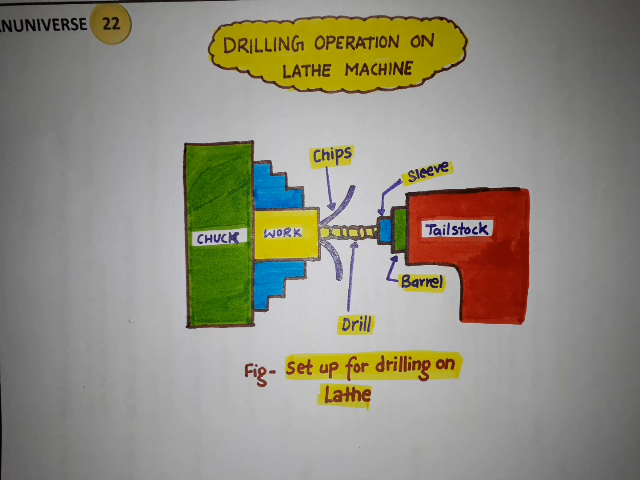 ANUNIVERSE 22
DRILLING OPERATION ON
LATHE MACHINE
Chips
Sleeve
CHUCK
WORK
Tailstock
Barrel
Drill
Fig- Set up for drilling on
Lathe